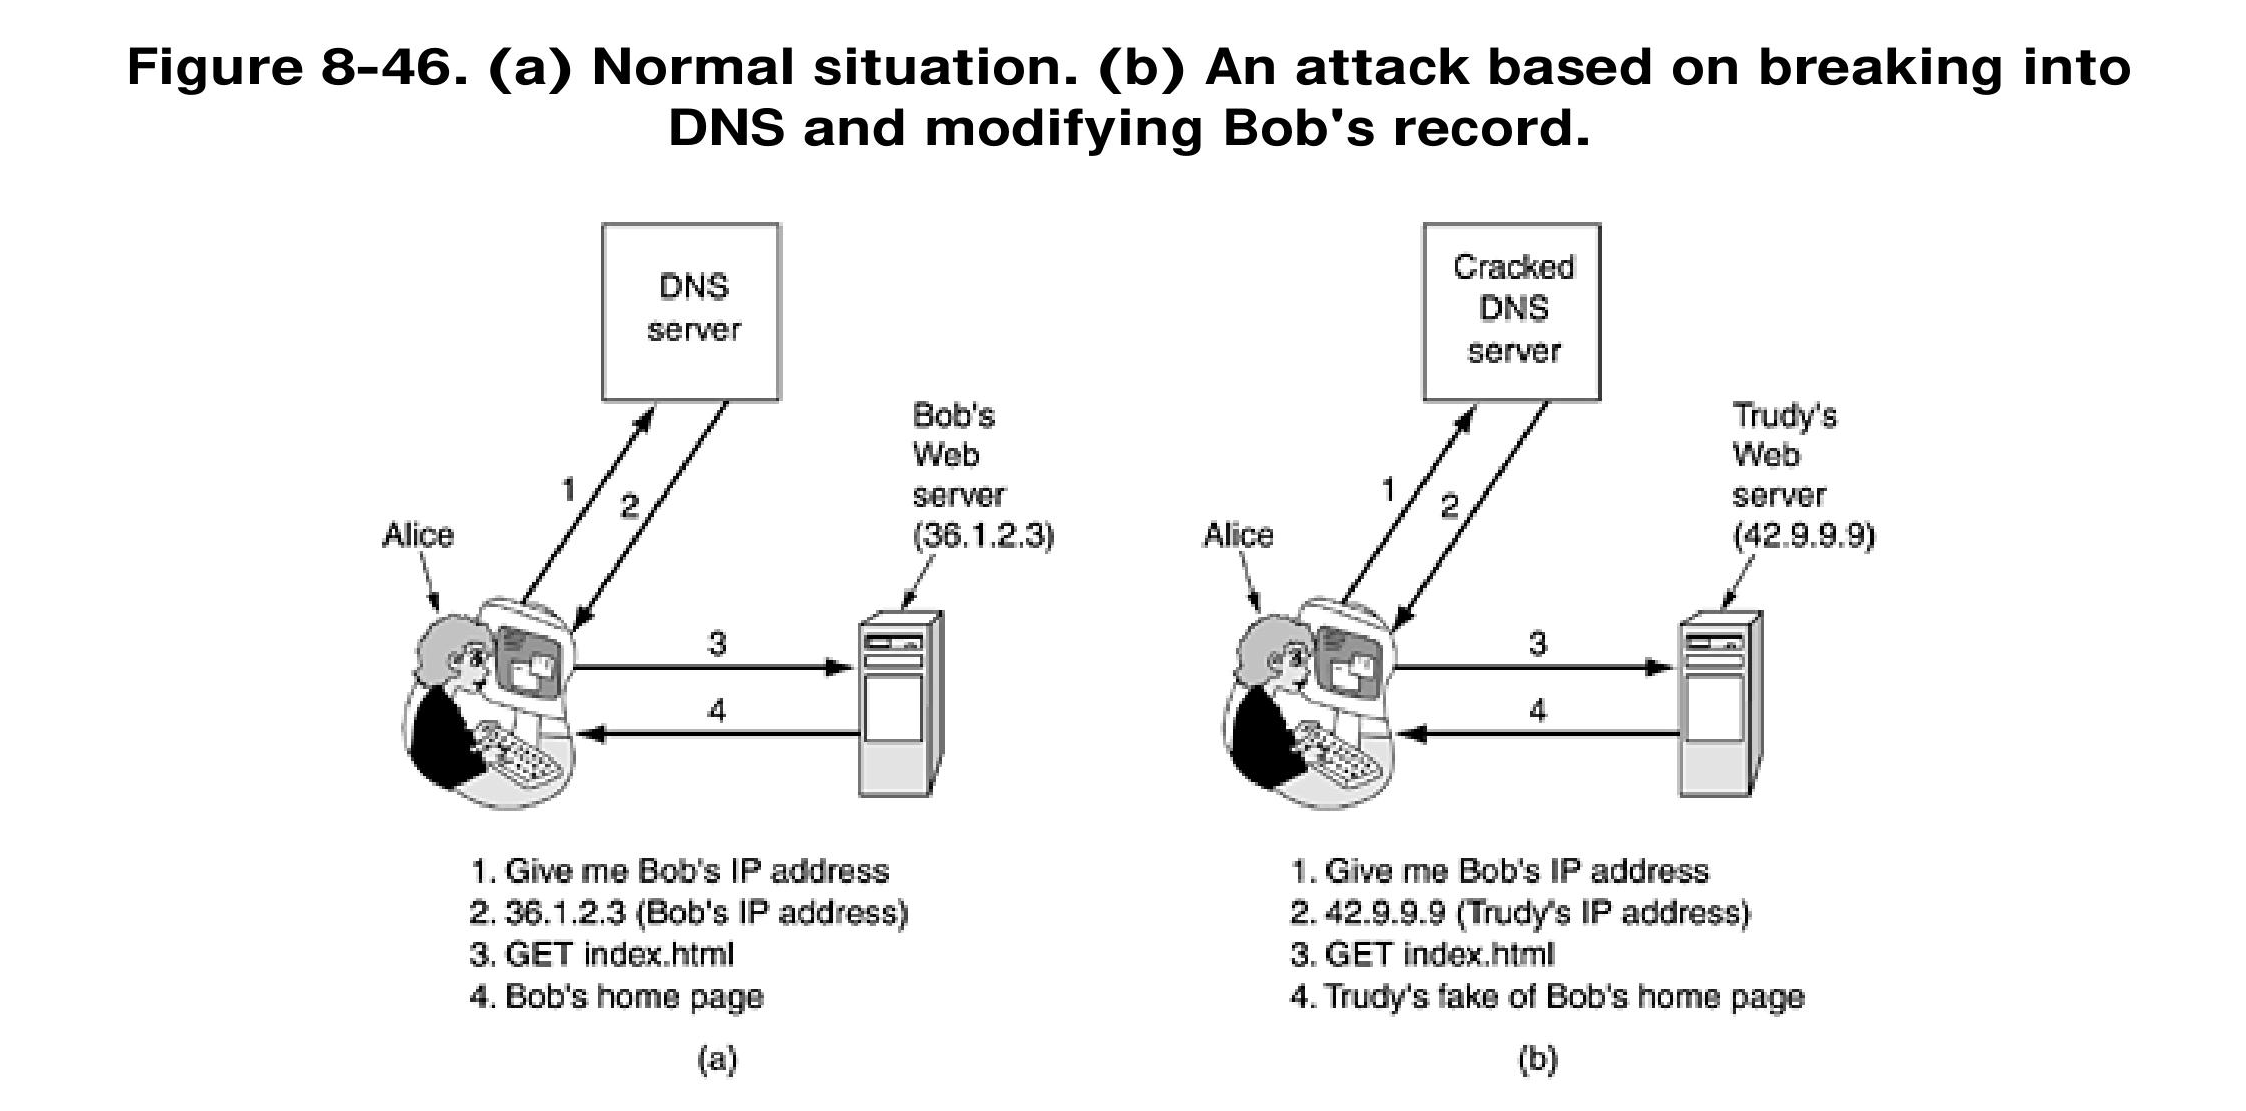 Figure 8-46. (a) Normal situation. (b) An attack based on breaking into
DNS and modifying Bob's record.
DNS
server
Bob's
Web
server
(36.1.2.3)
Alice
1
2
3
4
1. Give me Bob's IP address
2. 36.1.2.3 (Bob's IP address)
3. GET index.html
4. Bob's home page
(a)
Cracked
DNS
server
Trudy's
Web
server
(42.9.9.9)
Alice
1
2
3
4
1. Give me Bob's IP address
2. 42.9.9.9 (Trudy's IP address)
3. GET index.html
4. Trudy's fake of Bob's home page
(b)